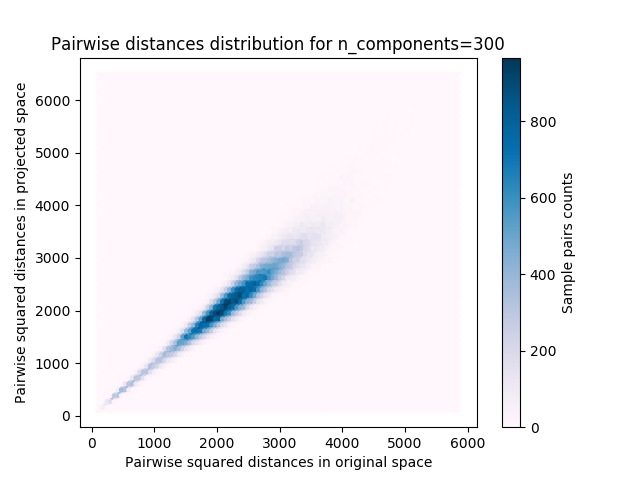 Pairwise distances distribution for n_components=300
Pairwise squared distances in projected space
6000
5000
4000
3000
2000
1000
0
0 1000 2000 3000 4000 5000 6000
Pairwise squared distances in original space
800
600
400
200
0
Sample pairs counts